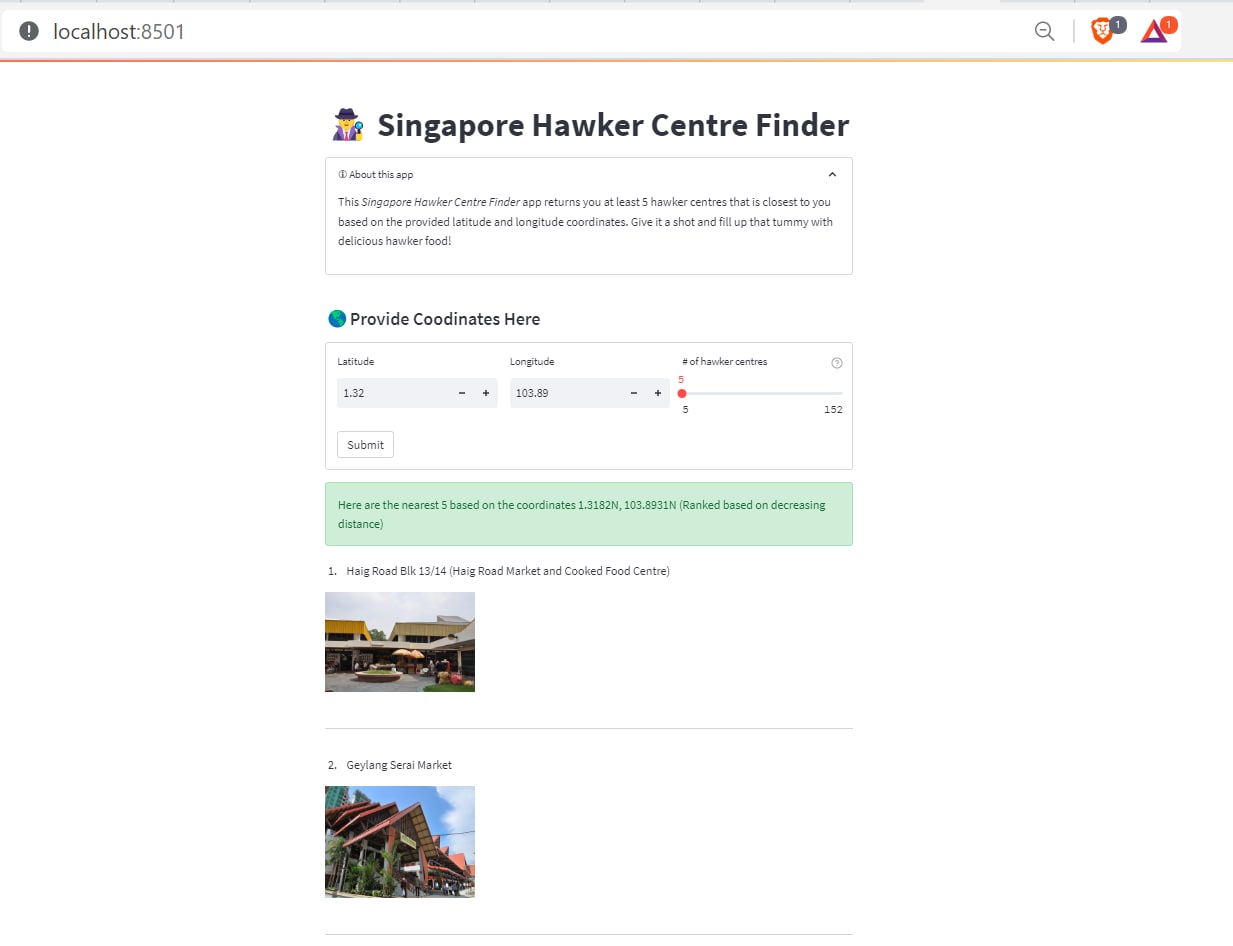 localhost:8501
1
1
Singapore Hawker Centre Finder
ⓘ About this app
This Singapore Hawker Centre Finder app returns you at least 5 hawker centres that is closest to you
based on the provided latitude and longitude coordinates. Give it a shot and fill up that tummy with
delicious hawker food!
Provide Coodinates Here
Latitude
Longitude
# of hawker centres
5
1.32
103.89
5
152
Submit
Here are the nearest 5 based on the coordinates 1.3182N, 103.8931N (Ranked based on decreasing
distance)
1. Haig Road Blk 13/14 (Haig Road Market and Cooked Food Centre)
2. Geylang Serai Market